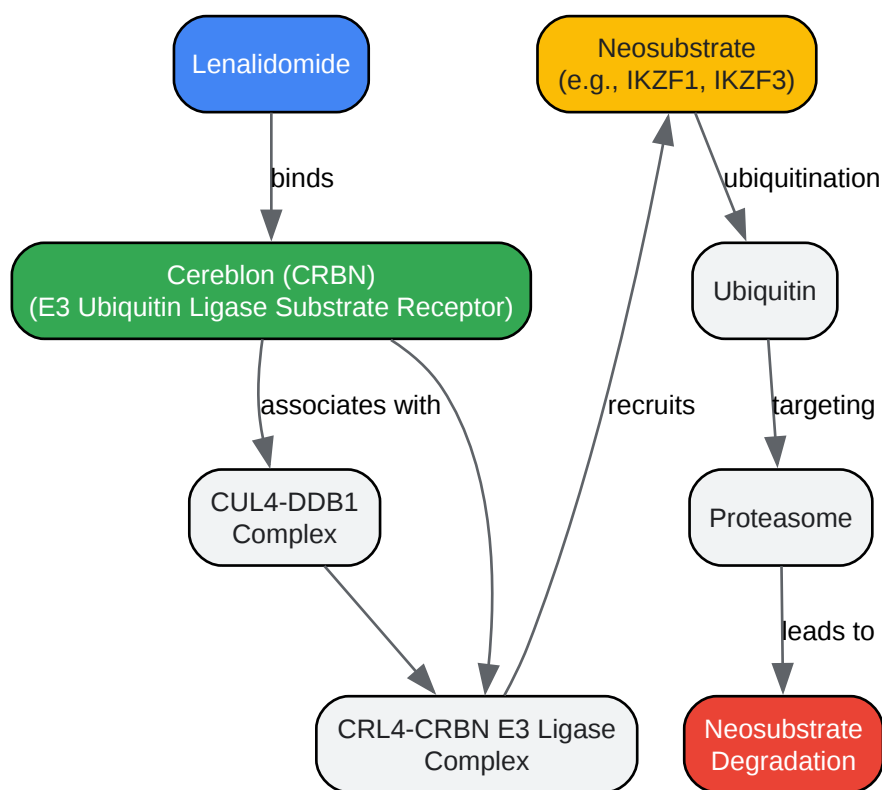 Lenalidomide
Neosubstrate
(e.g., IKZF1, IKZF3)
binds
ubiquitination
Cereblon (CRBN)
(E3 Ubiquitin Ligase Substrate Receptor)
Ubiquitin
associates with
recruits
targeting
CUL4-DDB1
Complex
Proteasome
leads to
CRL4-CRBN E3 Ligase
Complex
Neosubstrate
Degradation